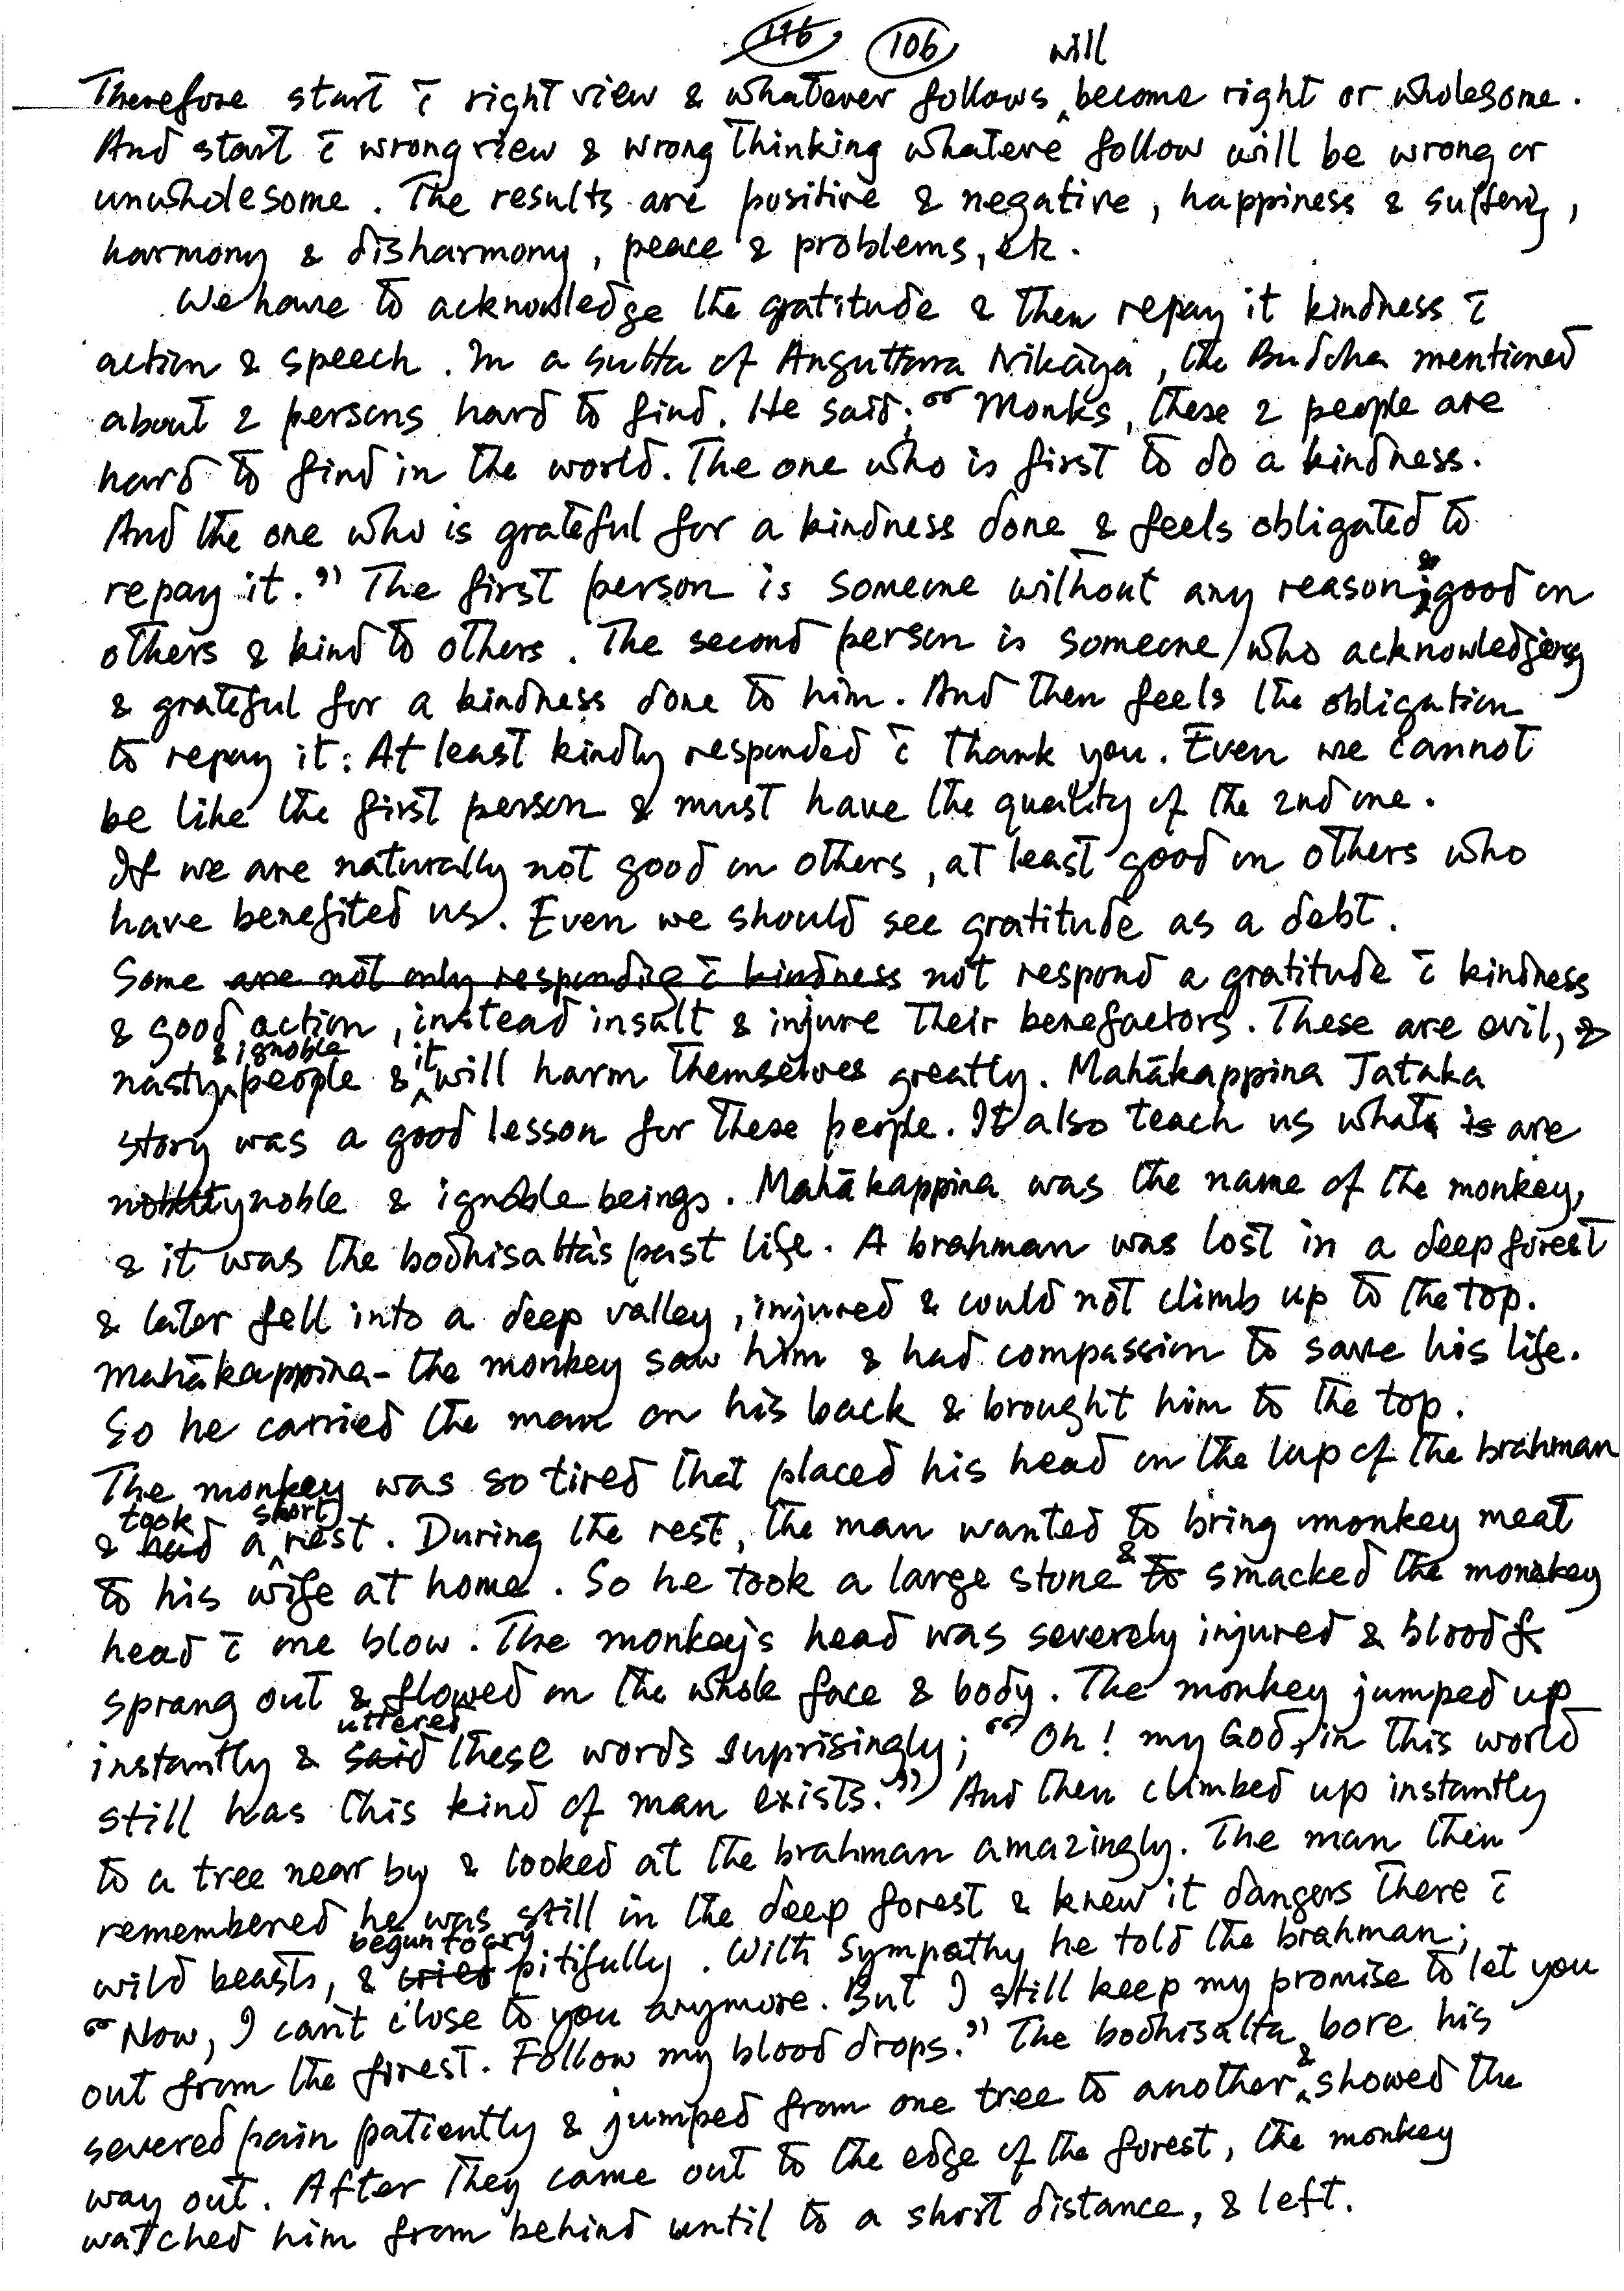 116 106
Therefore start c̄ right view & whatever follows will become right or wholesome.
And start c̄ wrong view & wrong thinking whateve follow will be wrong or
unwholesome. The results are positive & negative, happiness & suffering,
harmony & disharmony, peace & problems, etc.
We have to acknowledge the gratitude & then repay it kindness c̄
action & speech. In a sutta of Anguttara Nikāya, the Buddha mentioned
about 2 persons hard to find. He said; "Monks, these 2 people are
hard to find in the world. The one who is first to do a kindness.
And the one who is grateful for a kindness done & feels obligated to
repay it." The first person is someone without any reason & good on
others & kind to others. The second person is someone who acknowledging
& grateful for a kindness done to him. And then feels the obligation
to repay it: At least kindly responded c̄ thank you. Even we cannot
be like the first person & must have the quality of the 2nd one.
If we are naturally not good on others, at least good on others who
have benefited us. Even we should see gratitude as a debt.
Some are not only responding c̄ kindness not respond a gratitude c̄ kindness
& good action, instead insult & injure their benefactors. These are evil, &
nasty & ignoble people & it will harm themselves greatly. Mahākappina Jataka
story was a good lesson for these people. It also teach us what is are
noble & ignoble beings. Mahākappina was the name of the monkey,
& it was the bodhisatta's past life. A brahman was lost in a deep forest
& later fell into a deep valley, injured & could not climb up to the top.
Mahākappina- the monkey saw him & had compassion to save his life.
So he carried the man on his back & brought him to the top.
The monkey was so tired that placed his head on the lap of the brahman
& had took a short rest. During the rest, the man wanted to bring monkey meat
to his wife at home. So he took a large stone to & smacked the monkey
head c̄ one blow. The monkey's head was severely injured & blood
sprang out & flowed on the whole face & body. The monkey jumped up
instantly & said uttered these words suprisingly; "Oh! my God, in this world
still has this kind of man exists." And then climbed up instantly
to a tree near by & looked at the brahman amazingly. The man then
remembered he was still in the deep forest & knew it dangers there c̄
wild beasts, & cried begun to cry pitifully. With sympathy he told the brahman;
"Now, I can't close to you anymore. But I still keep my promise to let you
out from the forest. Follow my blood drops." The bodhisatta bore his
severed pain patiently & jumped from one tree to another & showed the
way out. After they came out to the edge of the forest, the monkey
watched him from behind until to a short distance, & left.